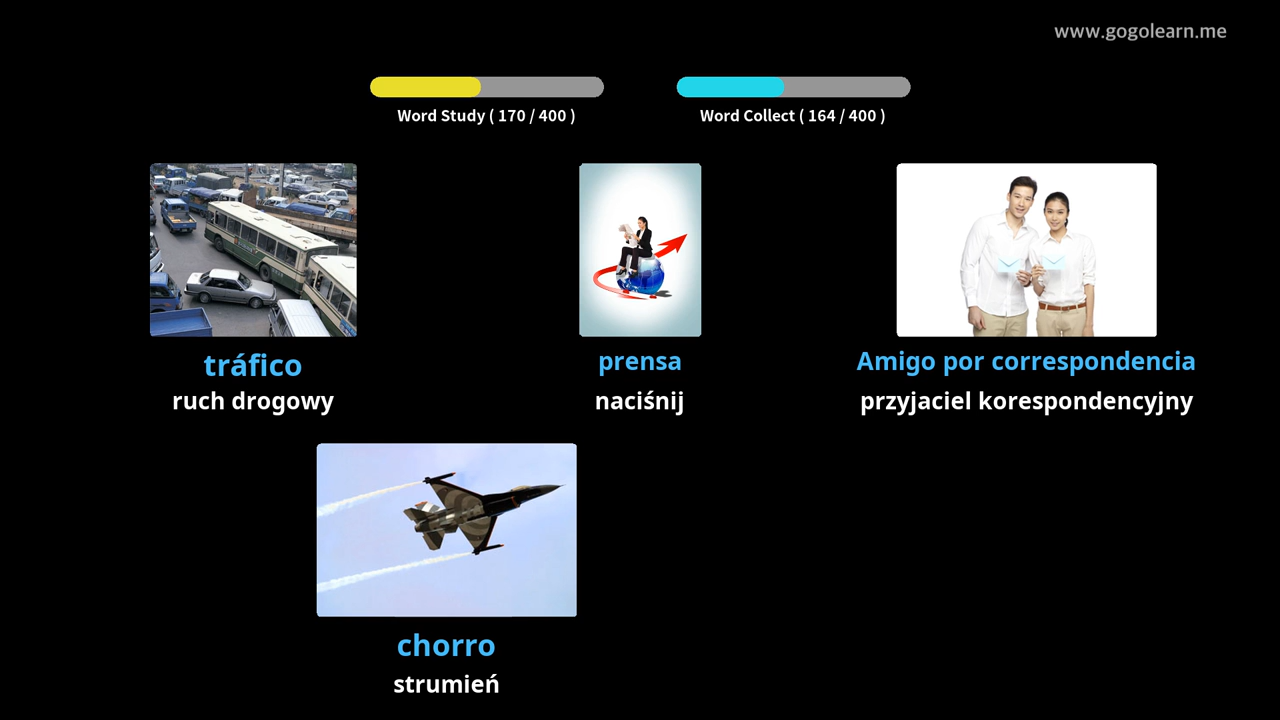 www.gogolearn.me
Word Study ( 170 / 400 )
Word Collect ( 164 / 400 )
tráfico
ruch drogowy
prensa
naciśnij
Amigo por correspondencia
przyjaciel korespondencyjny
chorro
strumień